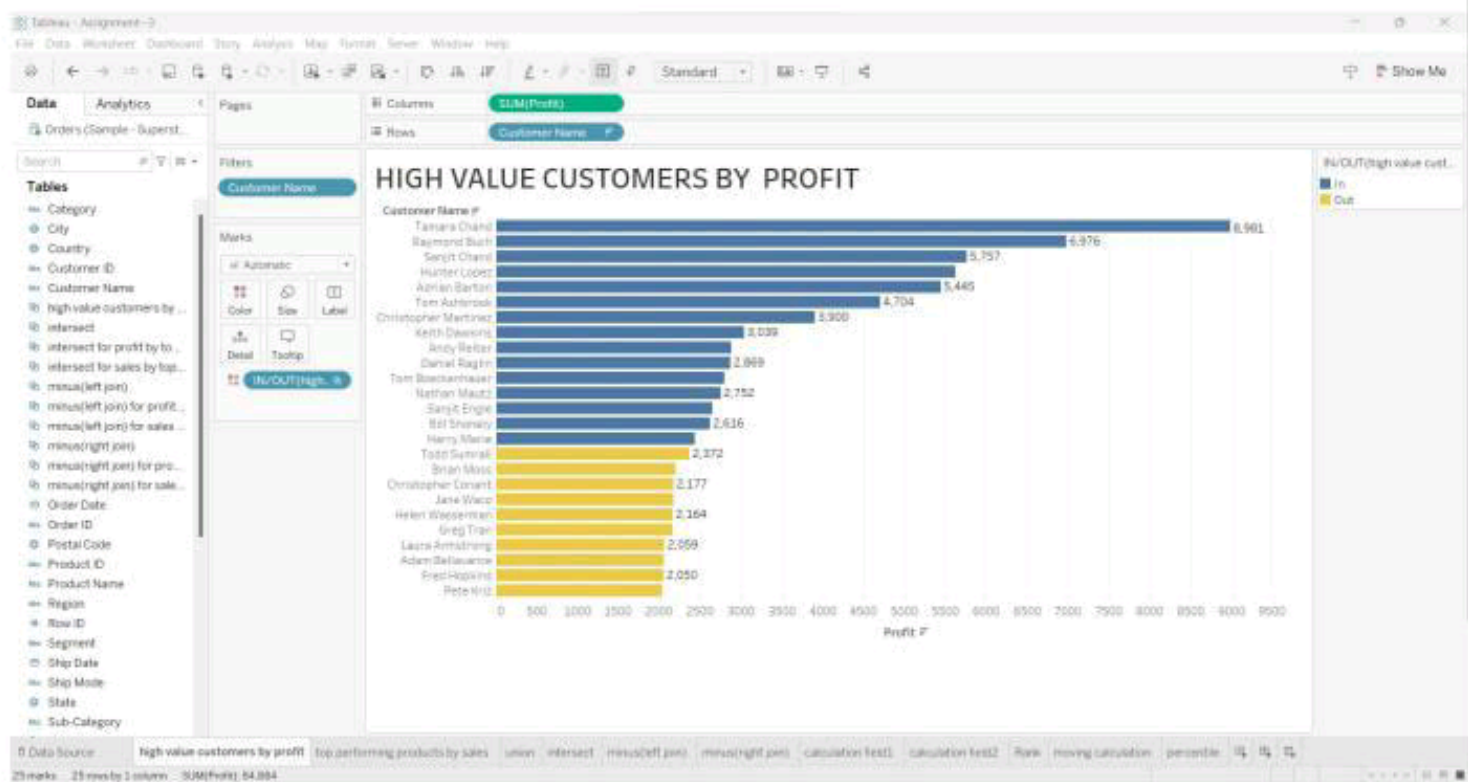 Tableau - Assignment-3
File Data Worksheet Dashboard Story Analysis Map Format Server Window Help
Standard
Show Me
Data Analytics
Pages
Columns
SUM(Profit)
Orders (Sample - Superst...
Rows
Customer Name
Search
Filters
Customer Name
Tables
Category
City
Country
Customer ID
Customer Name
high value customers by ...
intersect
intersect for profit by to...
intersect for sales by top...
minus(left join)
minus(left join) for profit...
minus(left join) for sales ...
minus(right join)
minus(right join) for pro...
minus(right join) for sale...
Order Date
Order ID
Postal Code
Product ID
Product Name
Region
Row ID
Segment
Ship Date
Ship Mode
State
Sub-Category
Marks
Automatic
Color Size Label
Detail Tooltip
IN/OUT(high..
HIGH VALUE CUSTOMERS BY PROFIT
Customer Name
Tamara Chand 8,981
Raymond Buch 6,976
Sanjit Chand 5,757
Hunter Lopez
Adrian Barton 5,445
Tom Ashbrook 4,704
Christopher Martinez 3,900
Keith Dawkins 3,039
Andy Reiter
Daniel Raglin 2,869
Tom Boeckenhauer
Nathan Mautz 2,752
Sanjit Engle
Bill Shonely 2,616
Harry Marie
Todd Sumrall 2,372
Brian Moss
Christopher Conant 2,177
Jane Waco
Helen Wasserman 2,164
Greg Tran
Laura Armstrong 2,059
Adam Bellavance
Fred Hopkins 2,050
Pete Kriz
0 500 1000 1500 2000 2500 3000 3500 4000 4500 5000 5500 6000 6500 7000 7500 8000 8500 9000 9500
Profit
IN/OUT(high value cust...
In
Out
Data Source high value customers by profit top performing products by sales union intersect minus(left join) minus(right join) calculation field1 calculation field2 Rank moving calculation percentile
25 marks 25 rows by 1 column SUM(Profit): 84,884